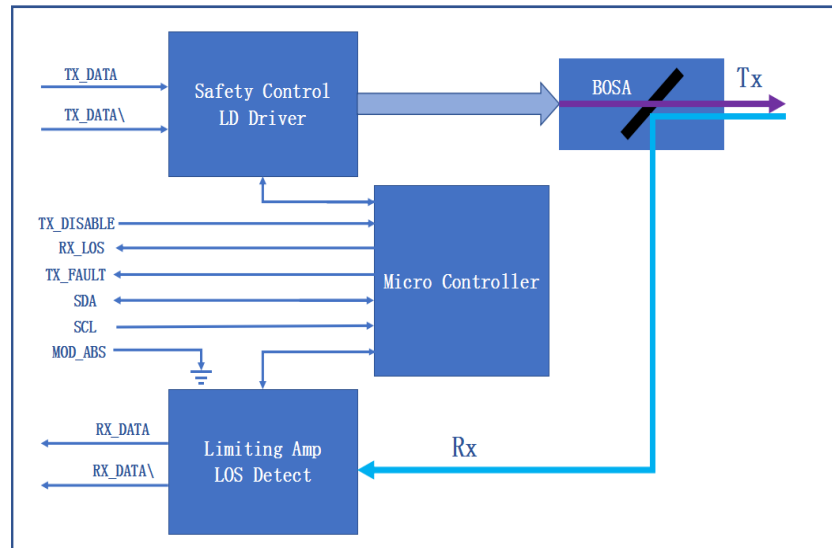 TX_DATA
TX_DATA\
Safety Control
LD Driver
BOSA
Tx
TX_DISABLE
RX_LOS
TX_FAULT
SDA
SCL
MOD_ABS
Micro Controller
RX_DATA
RX_DATA\
Limiting Amp
LOS Detect
Rx